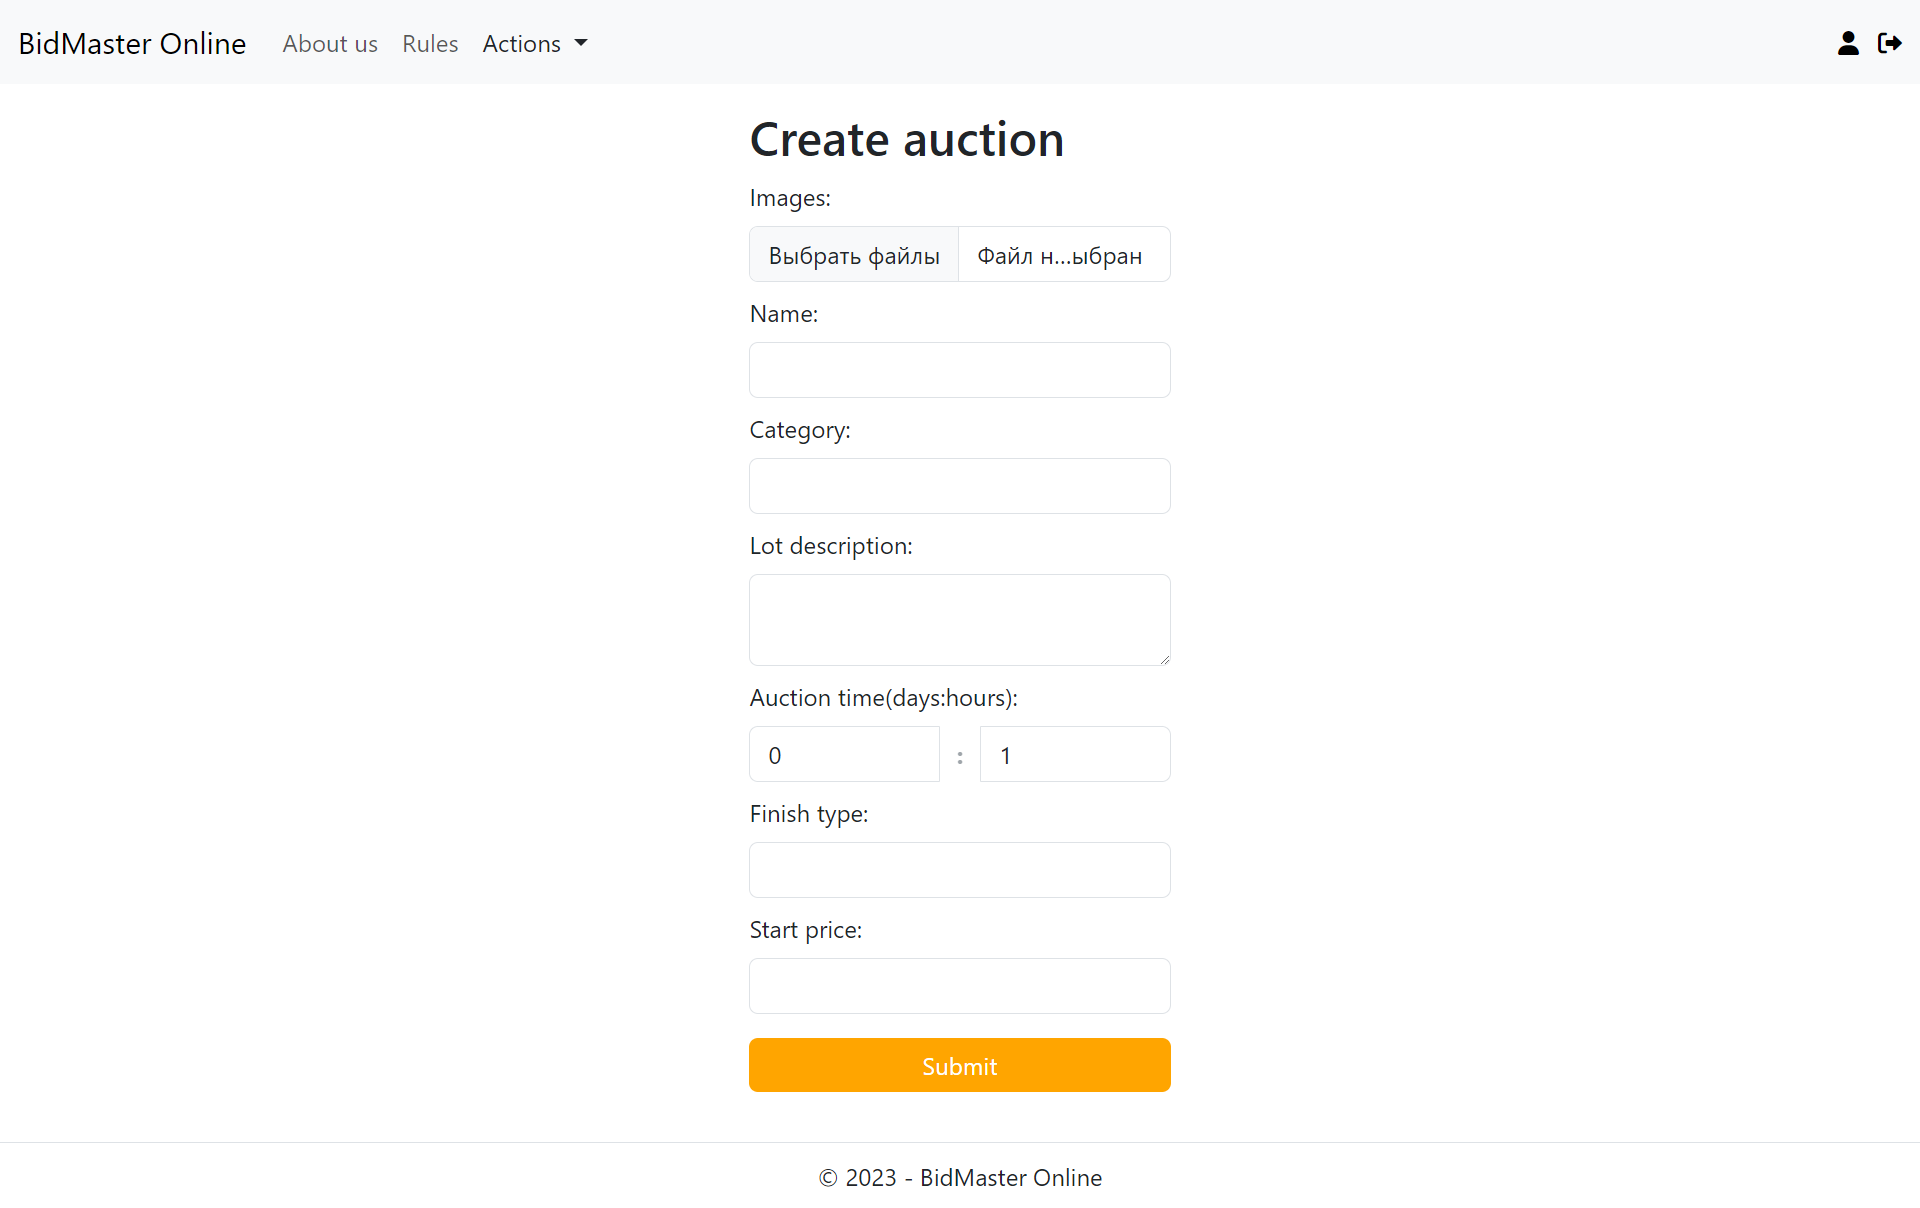 BidMaster Online About us Rules Actions
Create auction
Images:
Выбрать файлы Файл н...ыбран
Name:
Category:
Lot description:
Auction time(days:hours):
0 : 1
Finish type:
Start price:
Submit
© 2023 - BidMaster Online